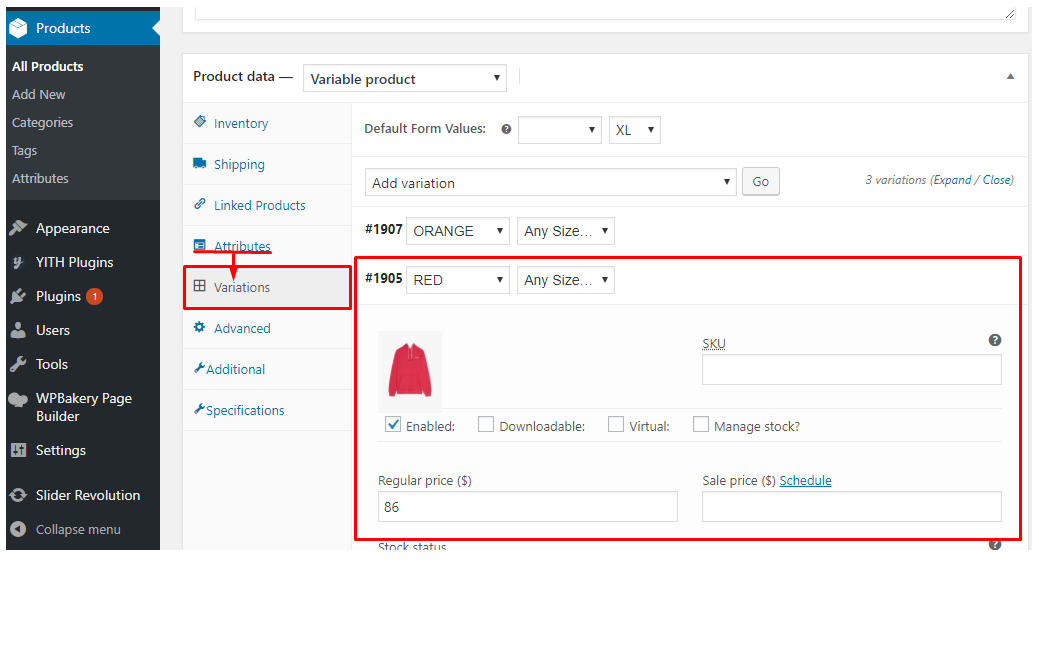 Products
All Products
Add New
Categories
Tags
Attributes
Appearance
YITH Plugins
Plugins 1
Users
Tools
WPBakery Page
Builder
Settings
Slider Revolution
Collapse menu
Product data — Variable product
Inventory
Shipping
Linked Products
Attributes
Variations
Advanced
Additional
Specifications
Default Form Values: ? XL
Add variation Go 3 variations (Expand / Close)
#1907 ORANGE Any Size...
#1905 RED Any Size...
SKU ?
Enabled: Downloadable: Virtual: Manage stock?
Regular price ($) Sale price ($) Schedule
86
Stock status ?